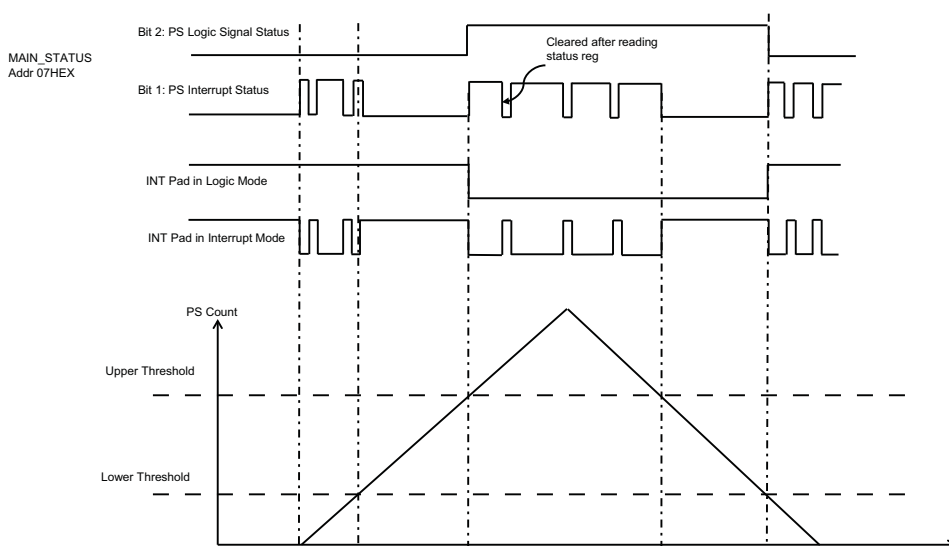 Bit 2: PS Logic Signal Status
Cleared after reading
status reg
MAIN_STATUS
Addr 07HEX
Bit 1: PS Interrupt Status
INT Pad in Logic Mode
INT Pad in Interrupt Mode
PS Count
Upper Threshold
Lower Threshold